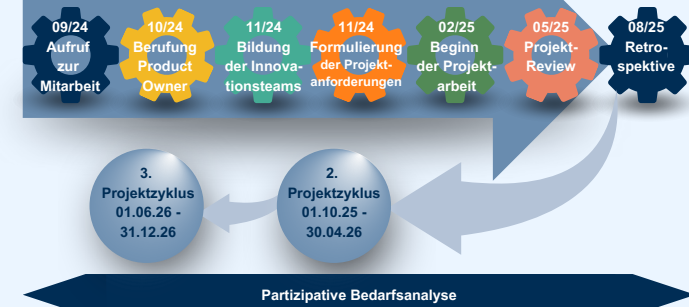 09/24
Aufruf
zur
Mitarbeit
10/24
Berufung
Product
Owner
11/24
Bildung
der Innova-
tionsteams
11/24
Formulierung
der Projekt-
anforderungen
02/25
Beginn
der Projekt-
arbeit
05/25
Projekt-
Review
08/25
Retro-
spektive
3.
Projektzyklus
01.06.26 -
31.12.26
2.
Projektzyklus
01.10.25 -
30.04.26
Partizipative Bedarfsanalyse